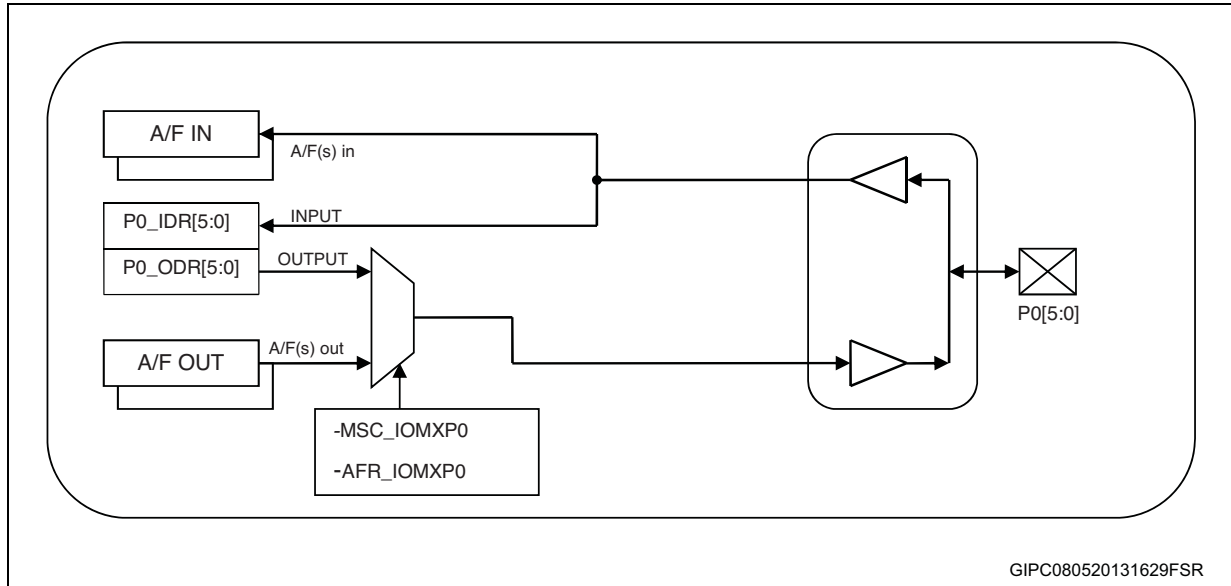 A/F IN
A/F(s) in
P0_IDR[5:0]
INPUT
P0_ODR[5:0]
OUTPUT
P0[5:0]
A/F OUT
A/F(s) out
-MSC_IOMXP0
-AFR_IOMXP0
GIPC080520131629FSR